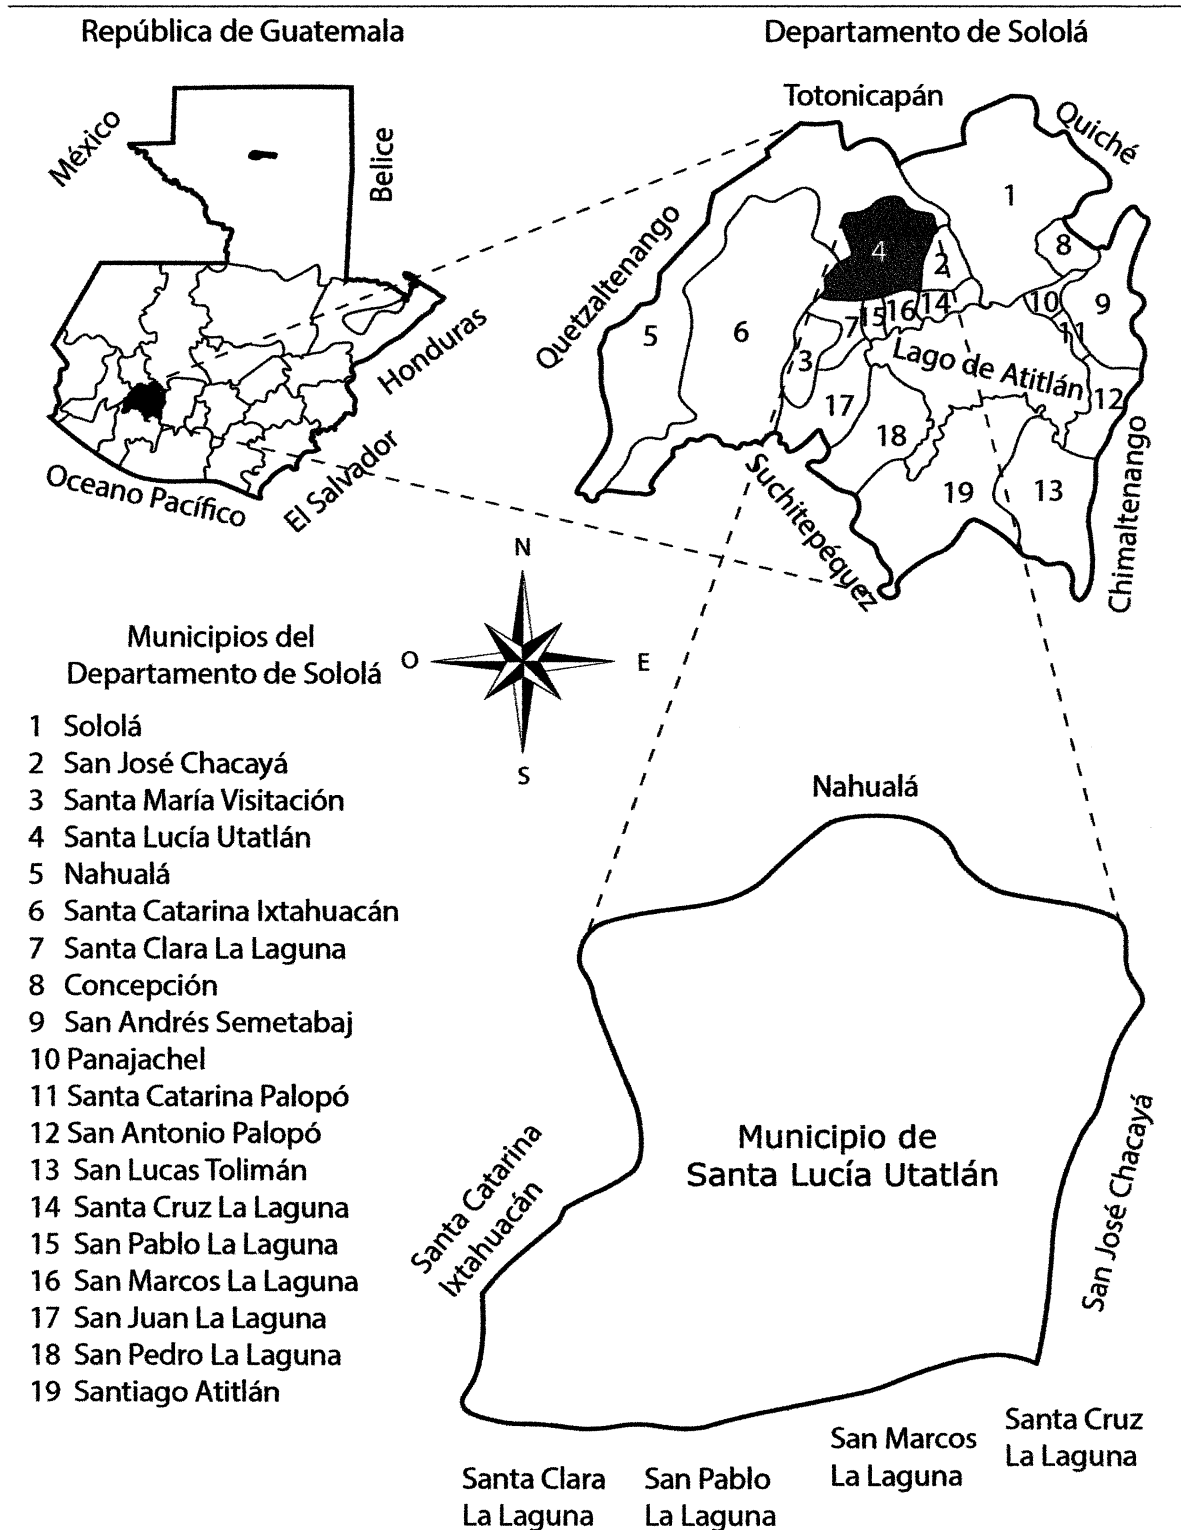 República de Guatemala
México
Belice
Honduras
El Salvador
Oceano Pacífico
Departamento de Sololá
Totonicapán
Quiché
Quetzaltenango
Suchitepéquez
Chimaltenango
Lago de Atitlán
1
8
4
2
5
6
10
9
7
15
16
14
11
3
12
17
18
19
13
N
O
E
S
Municipios del
Departamento de Sololá
1 Sololá
2 San José Chacayá
3 Santa María Visitación
4 Santa Lucía Utatlán
5 Nahualá
6 Santa Catarina Ixtahuacán
7 Santa Clara La Laguna
8 Concepción
9 San Andrés Semetabaj
10 Panajachel
11 Santa Catarina Palopó
12 San Antonio Palopó
13 San Lucas Tolimán
14 Santa Cruz La Laguna
15 San Pablo La Laguna
16 San Marcos La Laguna
17 San Juan La Laguna
18 San Pedro La Laguna
19 Santiago Atitlán
Nahualá
Santa Catarina
Ixtahuacán
Municipio de
Santa Lucía Utatlán
San José Chacayá
Santa Clara
La Laguna
San Pablo
La Laguna
San Marcos
La Laguna
Santa Cruz
La Laguna